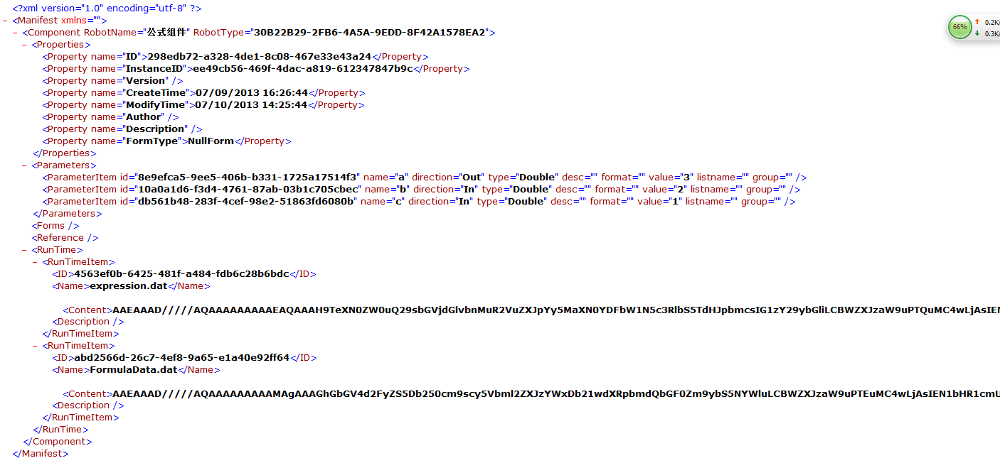 <?xml version="1.0" encoding="utf-8" ?>
- <Manifest xmlns="">
- <Component RobotName="公式组件" RobotType="30B22B29-2FB6-4A5A-9EDD-8F42A1578EA2">
- <Properties>
<Property name="ID">298edb72-a328-4de1-8c08-467e33e43a24</Property>
<Property name="InstanceID">ee49cb56-469f-4dac-a819-612347847b9c</Property>
<Property name="Version" />
<Property name="CreateTime">07/09/2013 16:26:44</Property>
<Property name="ModifyTime">07/10/2013 14:25:44</Property>
<Property name="Author" />
<Property name="Description" />
<Property name="FormType">NullForm</Property>
</Properties>
- <Parameters>
<ParameterItem id="8e9efca5-9ee5-406b-b331-1725a17514f3" name="a" direction="Out" type="Double" desc="" format="" value="3" listname="" group="" />
<ParameterItem id="10a0a1d6-f3d4-4761-87ab-03b1c705cbec" name="b" direction="In" type="Double" desc="" format="" value="2" listname="" group="" />
<ParameterItem id="db561b48-283f-4cef-98e2-51863fd6080b" name="c" direction="In" type="Double" desc="" format="" value="1" listname="" group="" />
</Parameters>
<Forms />
<Reference />
- <RunTime>
- <RunTimeItem>
<ID>4563ef0b-6425-481f-a484-fdb6c28b6bdc</ID>
<Name>expression.dat</Name>
<Content>AAEAAAD/////AQAAAAAAAAAEAQAAAH9TeXN0ZW0uQ29sbGVjdGlvbnMuR2VuZXJpYy5MaXN0YDFbW1N5c3RlbS5TdHJpbmcsIG1zY29ybGliLCBWZXJzaW9uPTQuMC4wLjAsIEN
<Description />
</RunTimeItem>
- <RunTimeItem>
<ID>abd2566d-26c7-4ef8-9a65-e1a40e92ff64</ID>
<Name>FormulaData.dat</Name>
<Content>AAEAAAD/////AQAAAAAAAAAMAgAAAGhGbGV4d2FyZS5Db250cm9scy5Vbml2ZXJzYWxDb21wdXRpbmdQbGF0Zm9ybS5NYWluLCBWZXJzaW9uPTEuMC4wLjAsIEN1bHR1cmU
<Description />
</RunTimeItem>
</RunTime>
</Component>
</Manifest>
66%
↑ 0.2K/
↓ 0.3K/